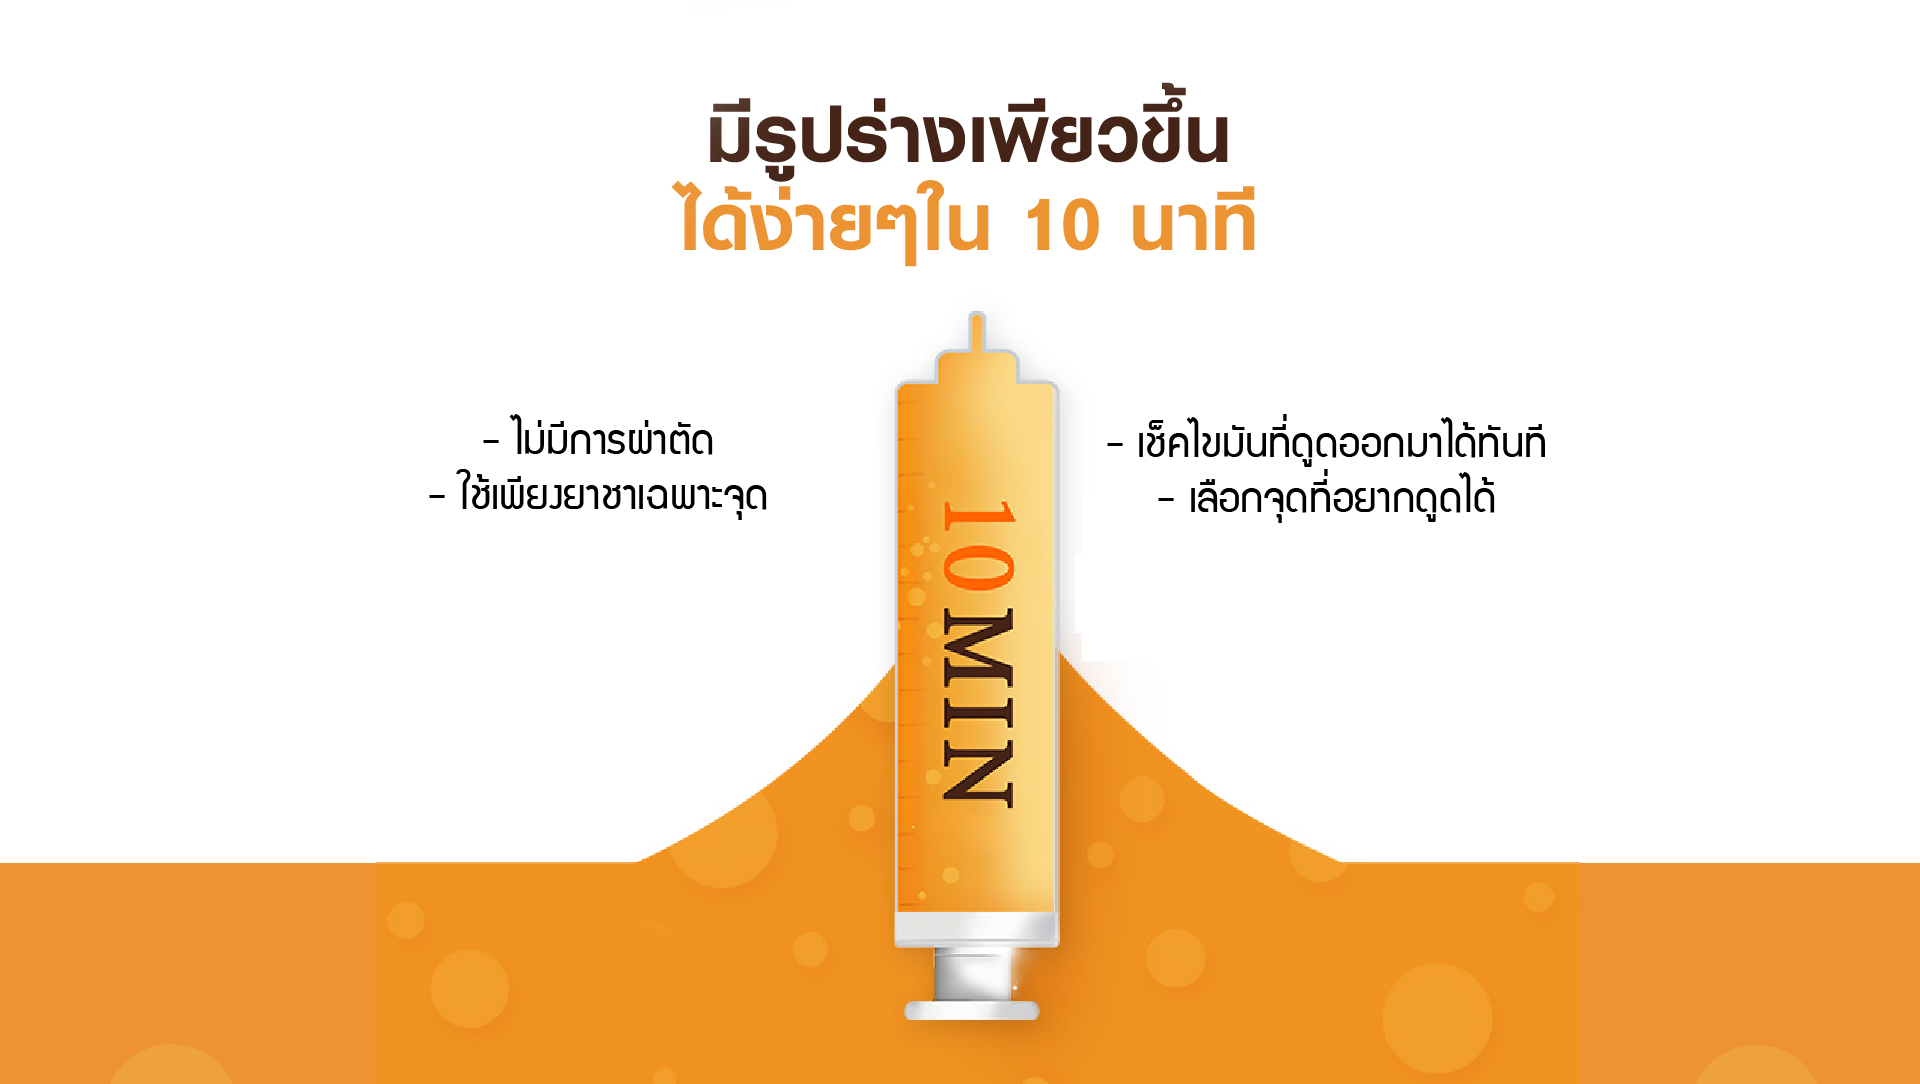 มีรูปร่างเพียวขึ้น
ได้ง่ายๆใน 10 นาที
- ไม่มีการผ่าตัด
- ใช้เพียงยาชาเฉพาะจุด
- เช็คไขมันที่ดูดออกมาได้ทันที
- เลือกจุดที่อยากดูดได้
10MIN